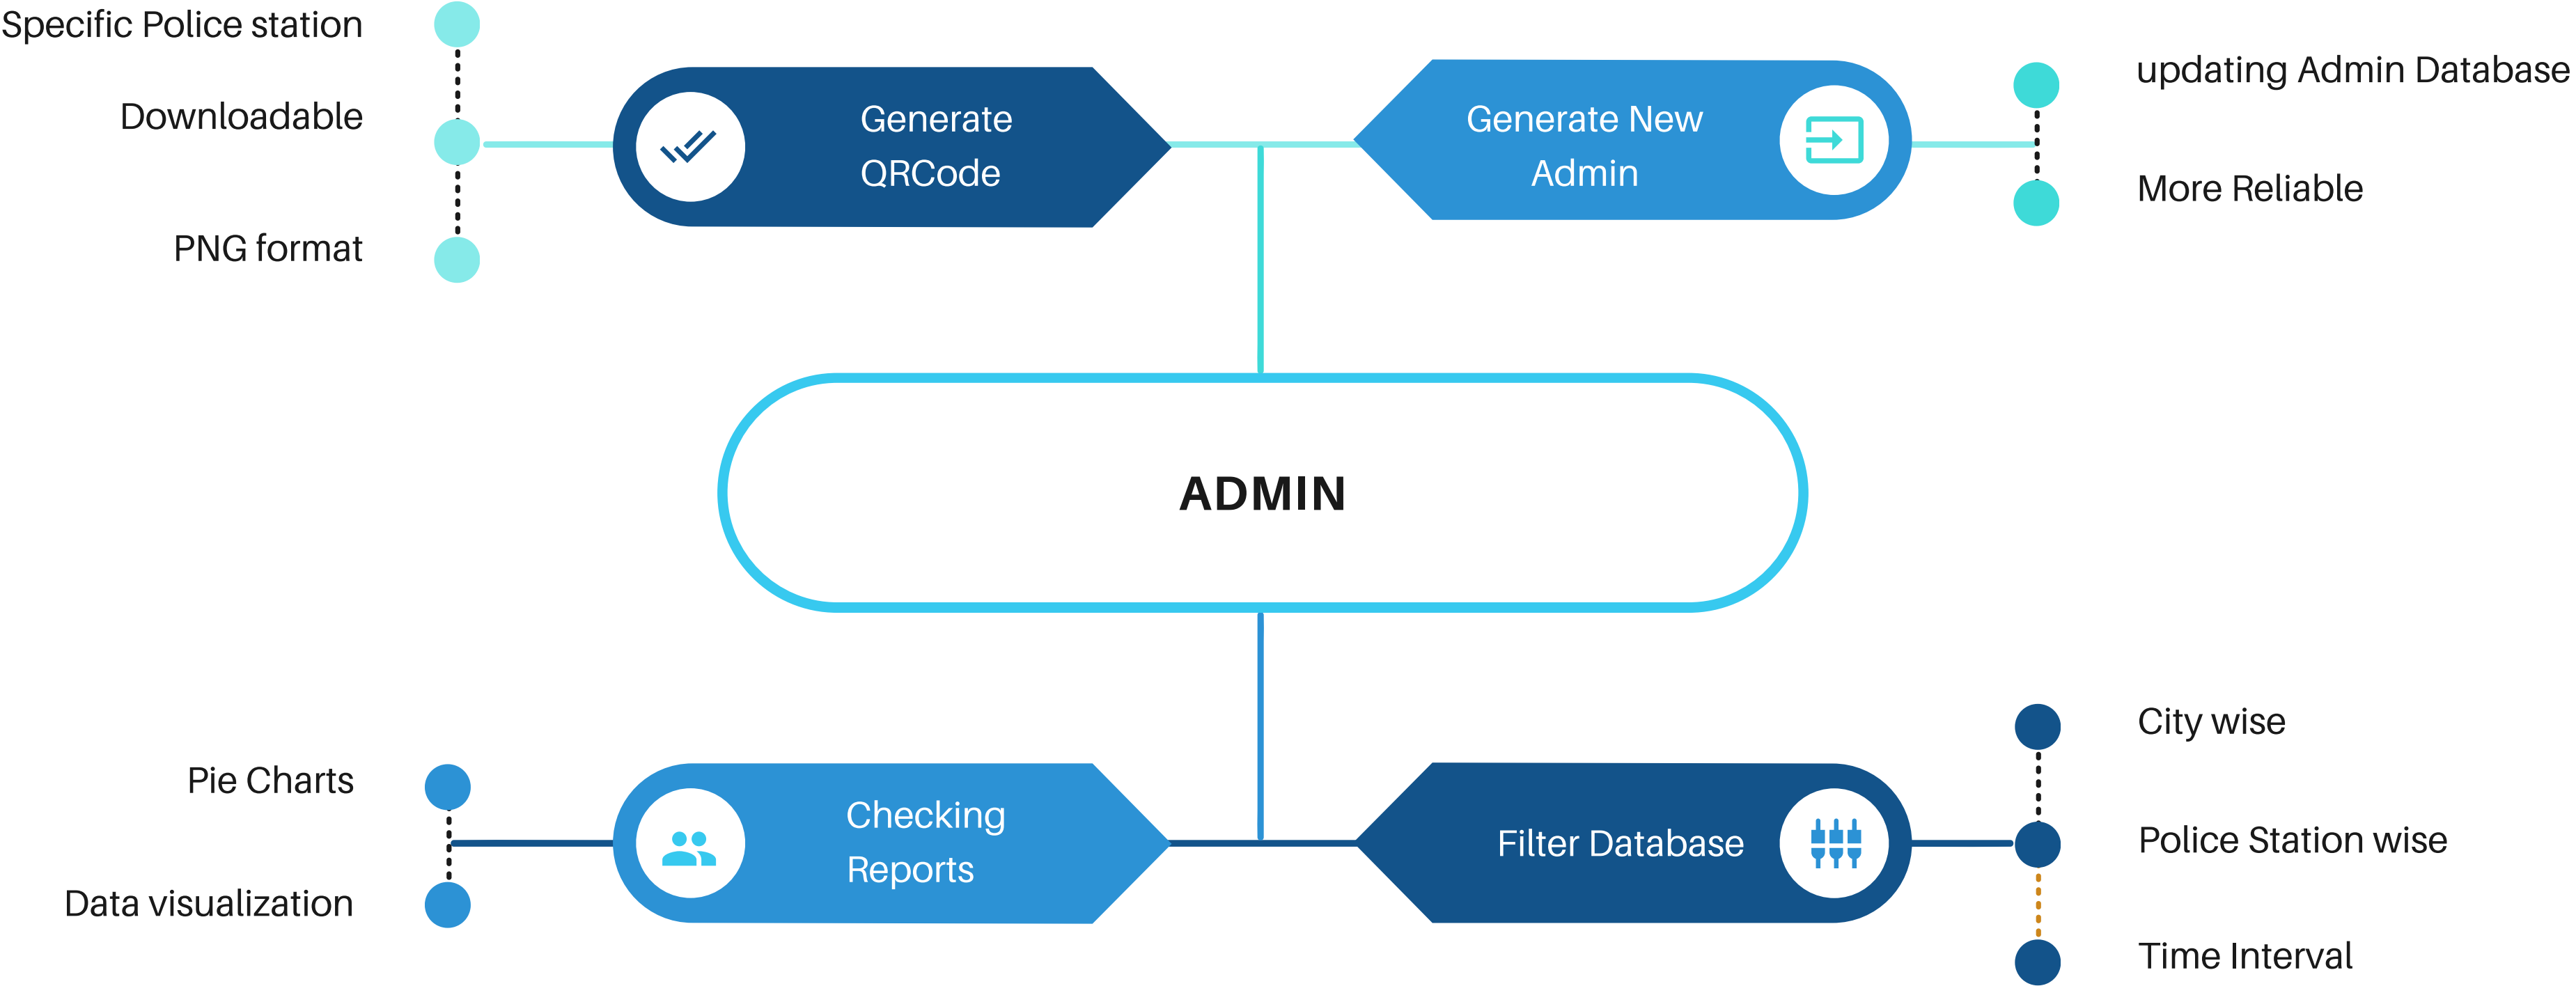 Specific Police station
Downloadable
PNG format
Generate
QRCode
Generate New
Admin
updating Admin Database
More Reliable
ADMIN
Pie Charts
Data visualization
Checking
Reports
Filter Database
City wise
Police Station wise
Time Interval